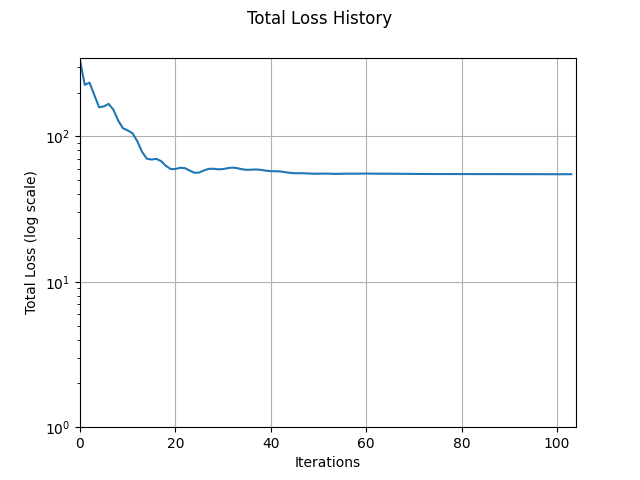 Total Loss History
Total Loss (log scale)
10²
10¹
10⁰
0 20 40 60 80 100
Iterations